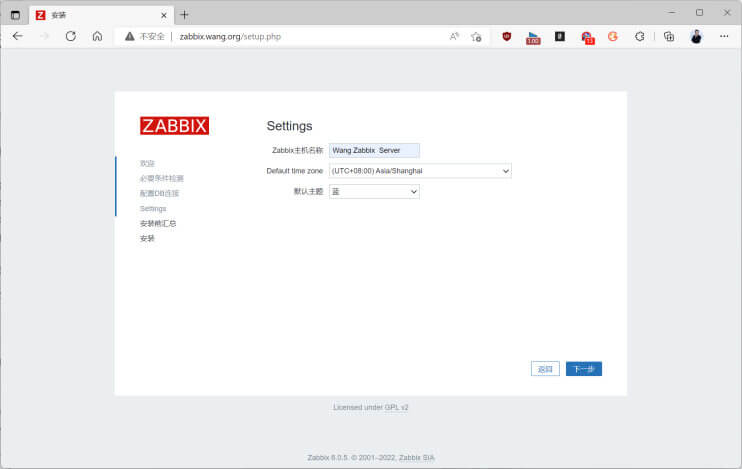 安装
不安全 zabbix.wang.org/setup.php
1.00
13
ZABBIX
欢迎
必要条件检测
配置DB连接
Settings
安装前汇总
安装
Settings
Zabbix主机名称 Wang Zabbix Server
Default time zone (UTC+08:00) Asia/Shanghai
默认主题 蓝
返回 下一步
Licensed under GPL v2
Zabbix 6.0.5. © 2001–2022, Zabbix SIA